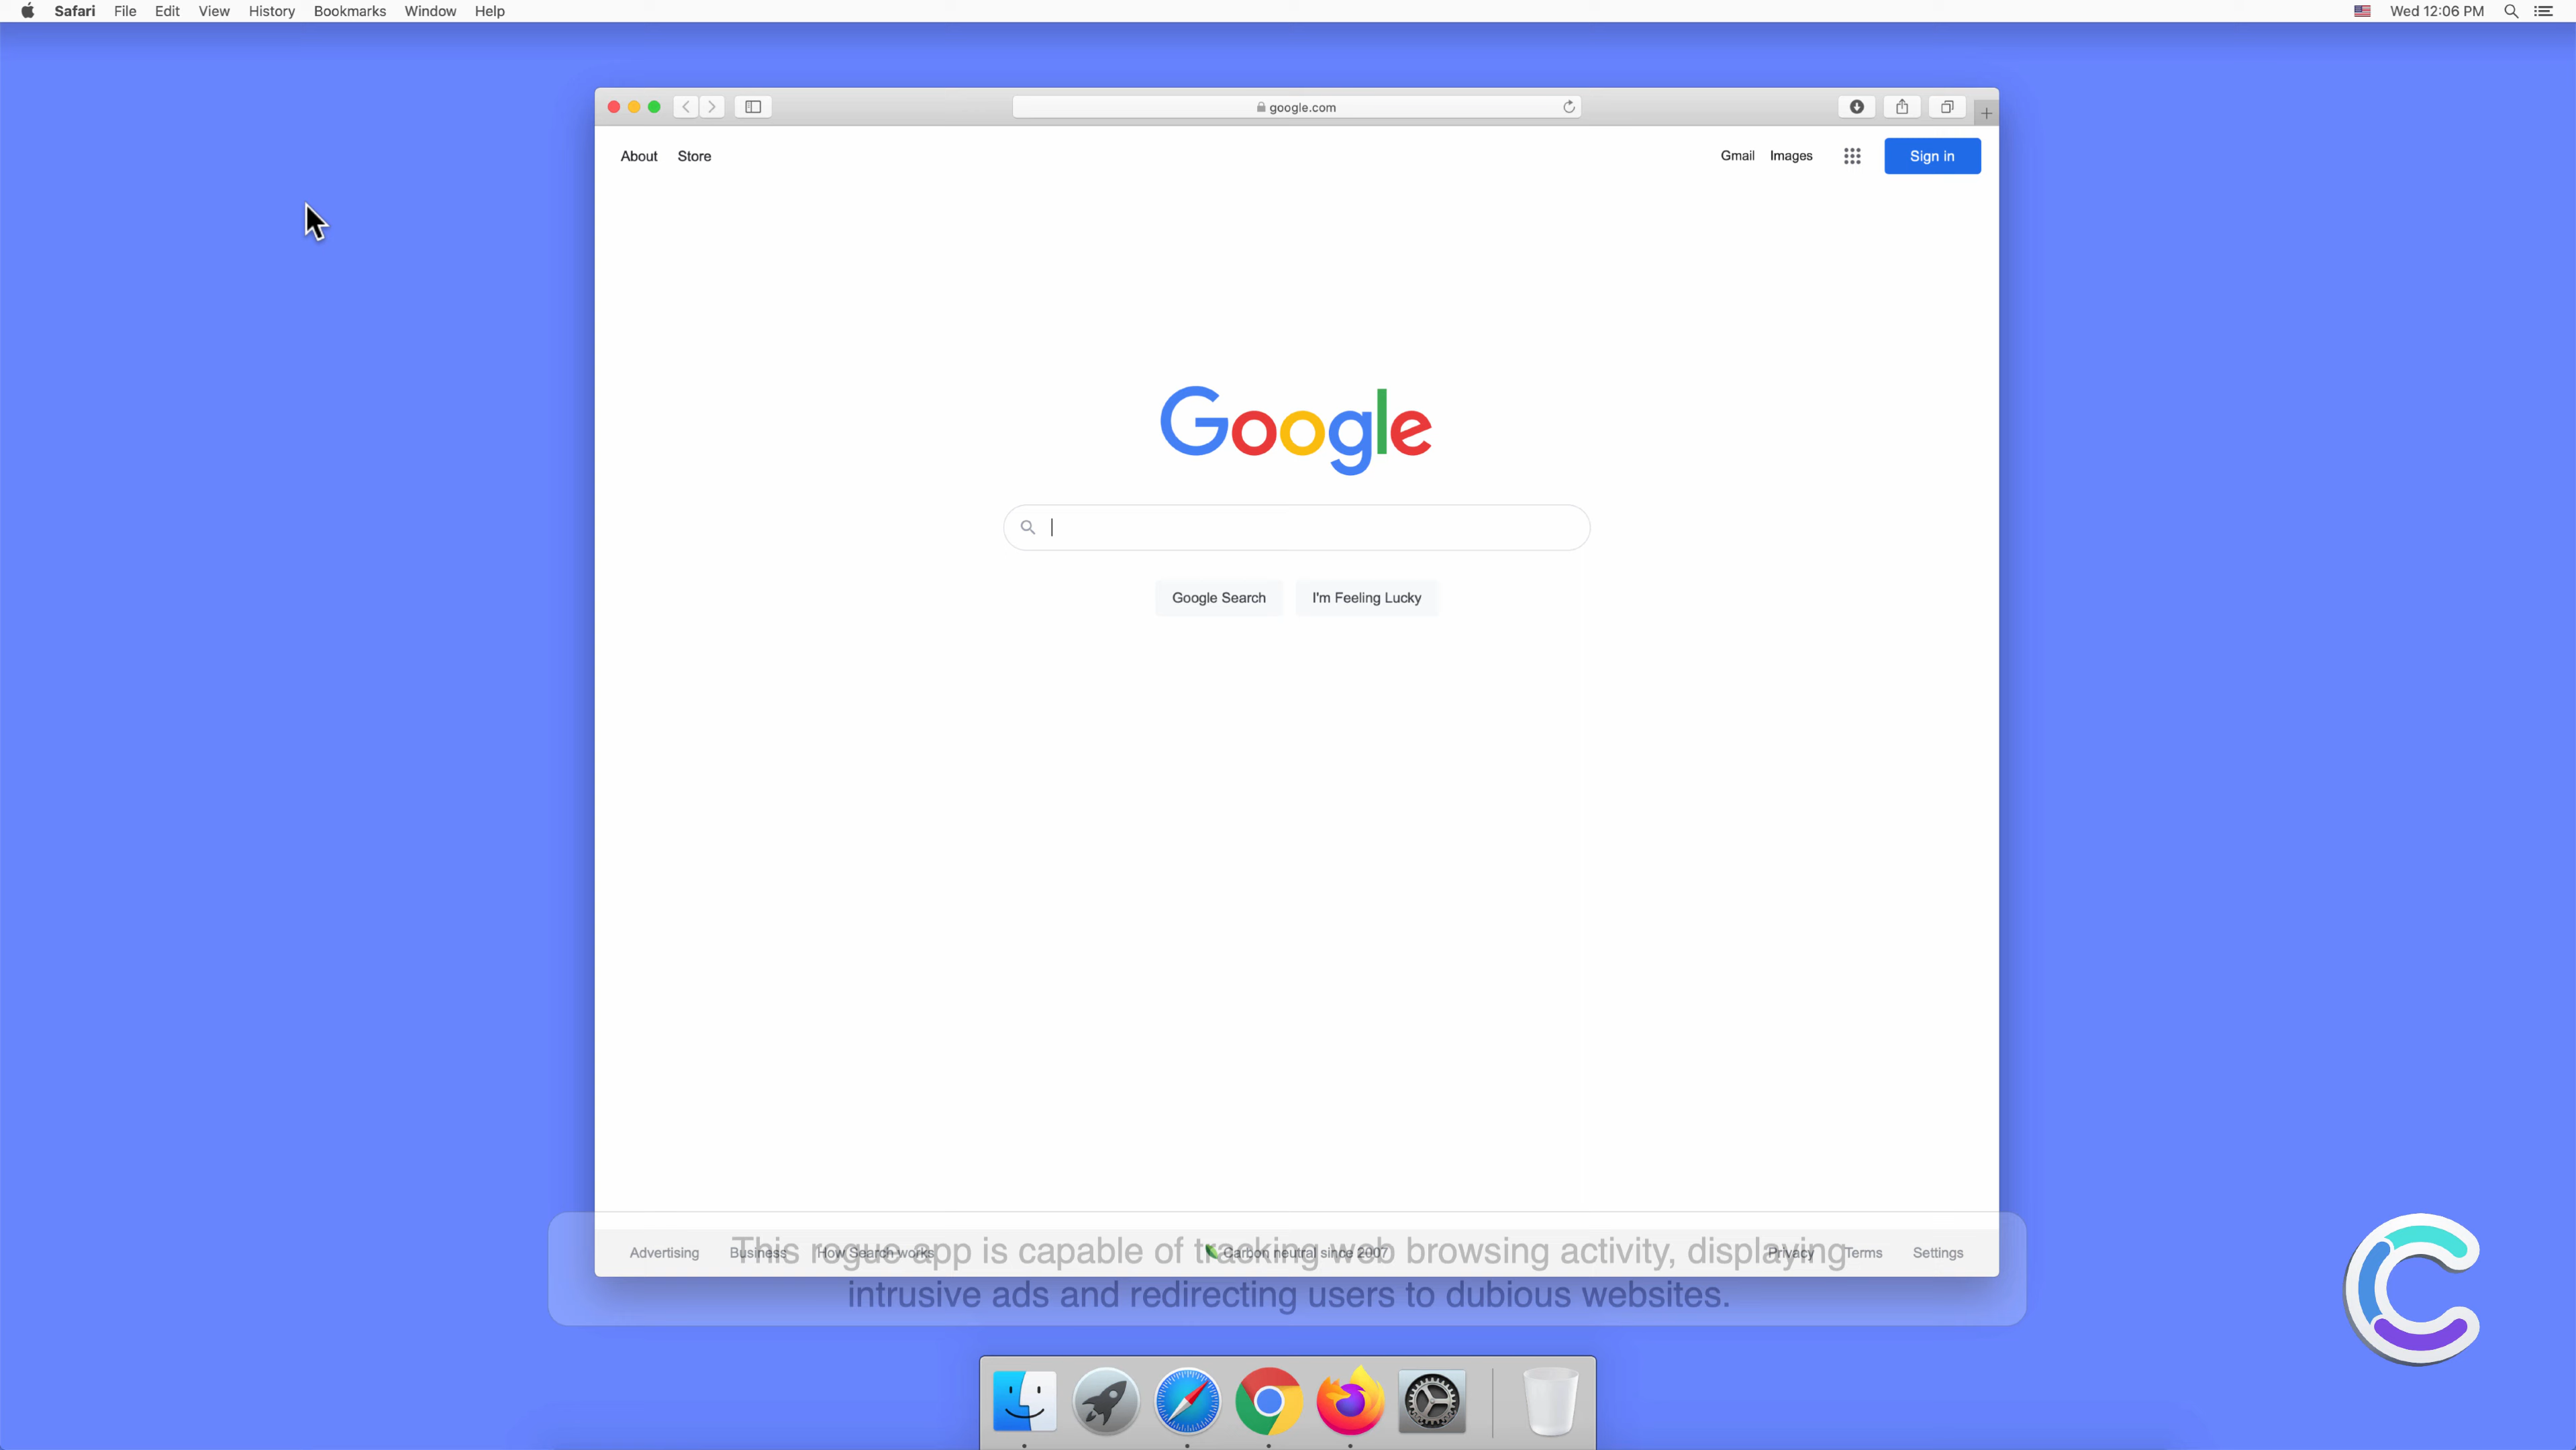 Safari File Edit View History Bookmarks Window Help Wed 12:06 PM
google.com
About Store Gmail Images Sign in
Google
Google Search I'm Feeling Lucky
Advertising Business How Search works Carbon neutral since 2007 Privacy Terms Settings
This rogue app is capable of tracking web browsing activity, displaying
intrusive ads and redirecting users to dubious websites.